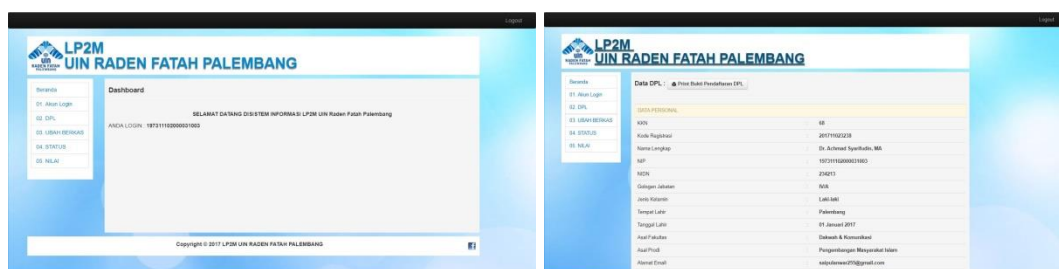 Logout
LP2M
UIN RADEN FATAH PALEMBANG
Beranda
01. Akun Login
02. DPL
03. UBAH BERKAS
04. STATUS
05. NILAI
Dashboard
SELAMAT DATANG DISISTEM INFORMASI LP2M UIN Raden Fatah Palembang
ANDA LOGIN : 197311102000031003
Copyright © 2017 LP2M UIN RADEN FATAH PALEMBANG
Logout
LP2M
UIN RADEN FATAH PALEMBANG
Beranda
01. Akun Login
02. DPL
03. UBAH BERKAS
04. STATUS
05. NILAI
Data DPL : Print Bukti Pendaftaran DPL
DATA PERSONAL
KKN : 68
Kode Registrasi : 201711023238
Nama Lengkap : Dr. Achmad Syarifudin, MA
NIP : 197311102000031003
NIDN : 234213
Golongan Jabatan : IV/A
Jenis Kelamin : Laki-laki
Tempat Lahir : Palembang
Tanggal Lahir : 01 Januari 2017
Asal Fakultas : Dakwah & Komunikasi
Asal Prodi : Pengembangan Masyarakat Islam
Alamat Email : saipulanwar255@gmail.com